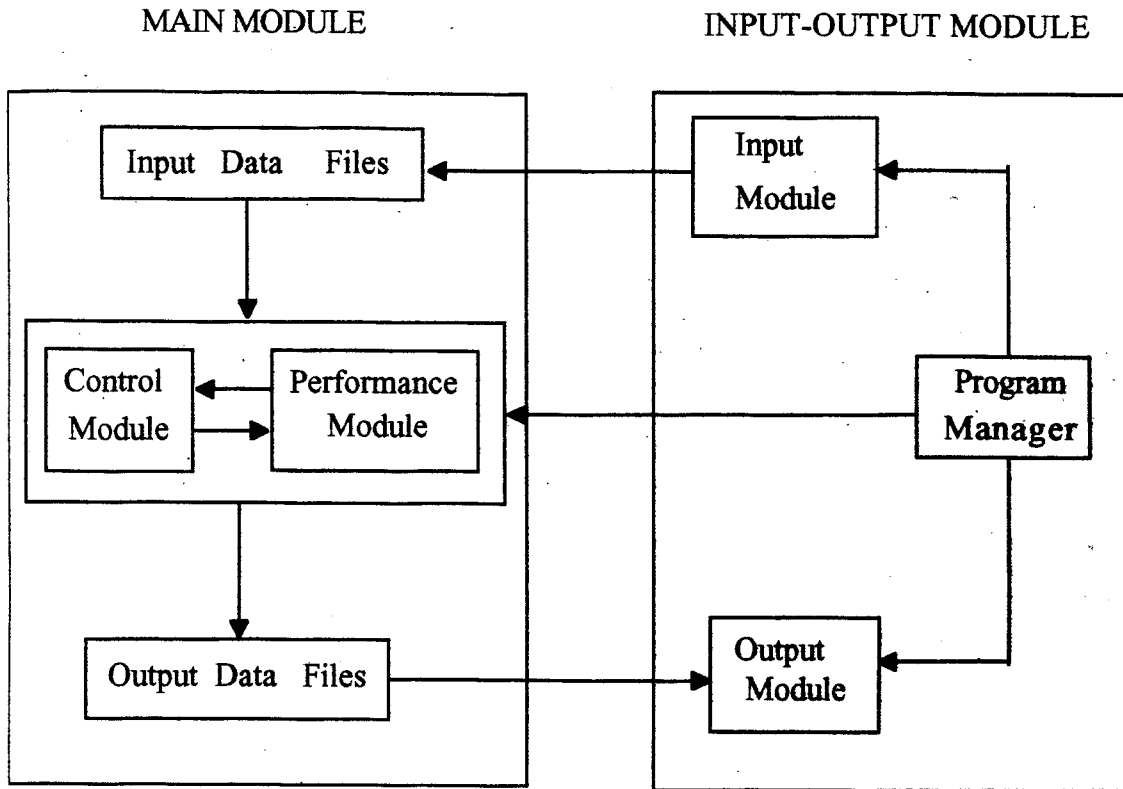 MAIN MODULE
INPUT-OUTPUT MODULE
Input Data Files
Input
Module
Control
Module
Performance
Module
Program
Manager
Output Data Files
Output
Module